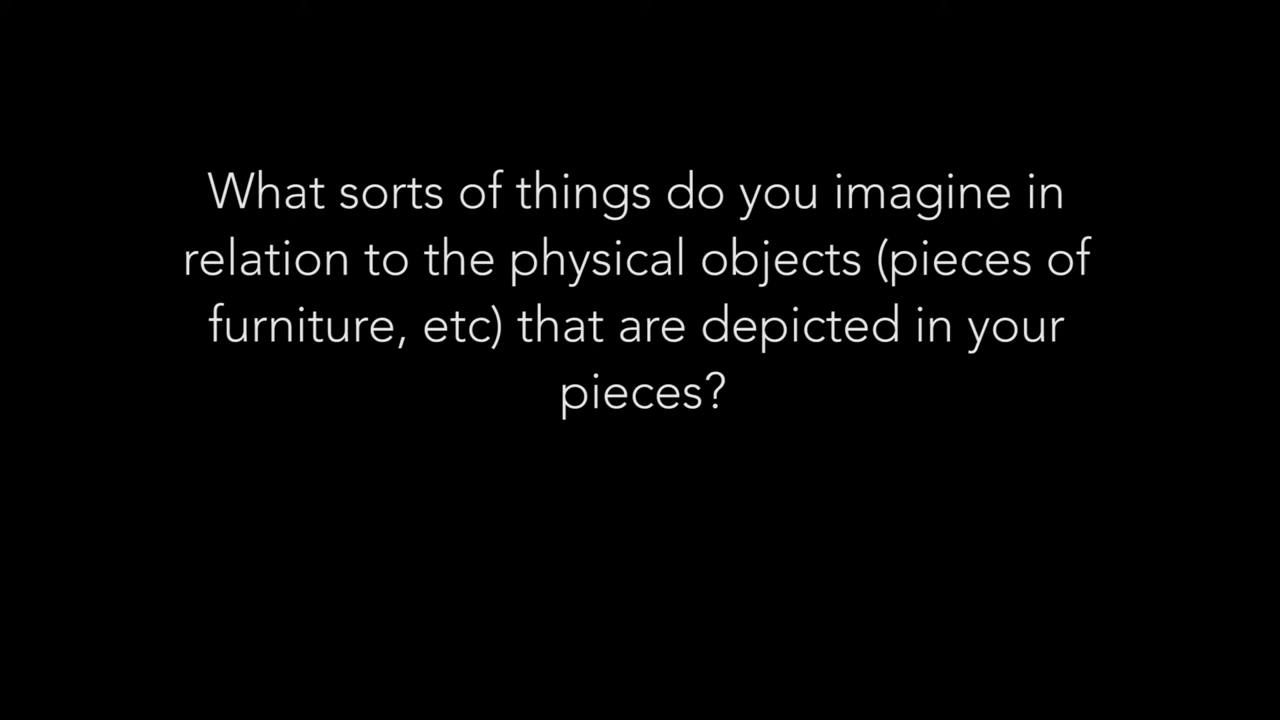 What sorts of things do you imagine in
relation to the physical objects (pieces of
furniture, etc) that are depicted in your
pieces?